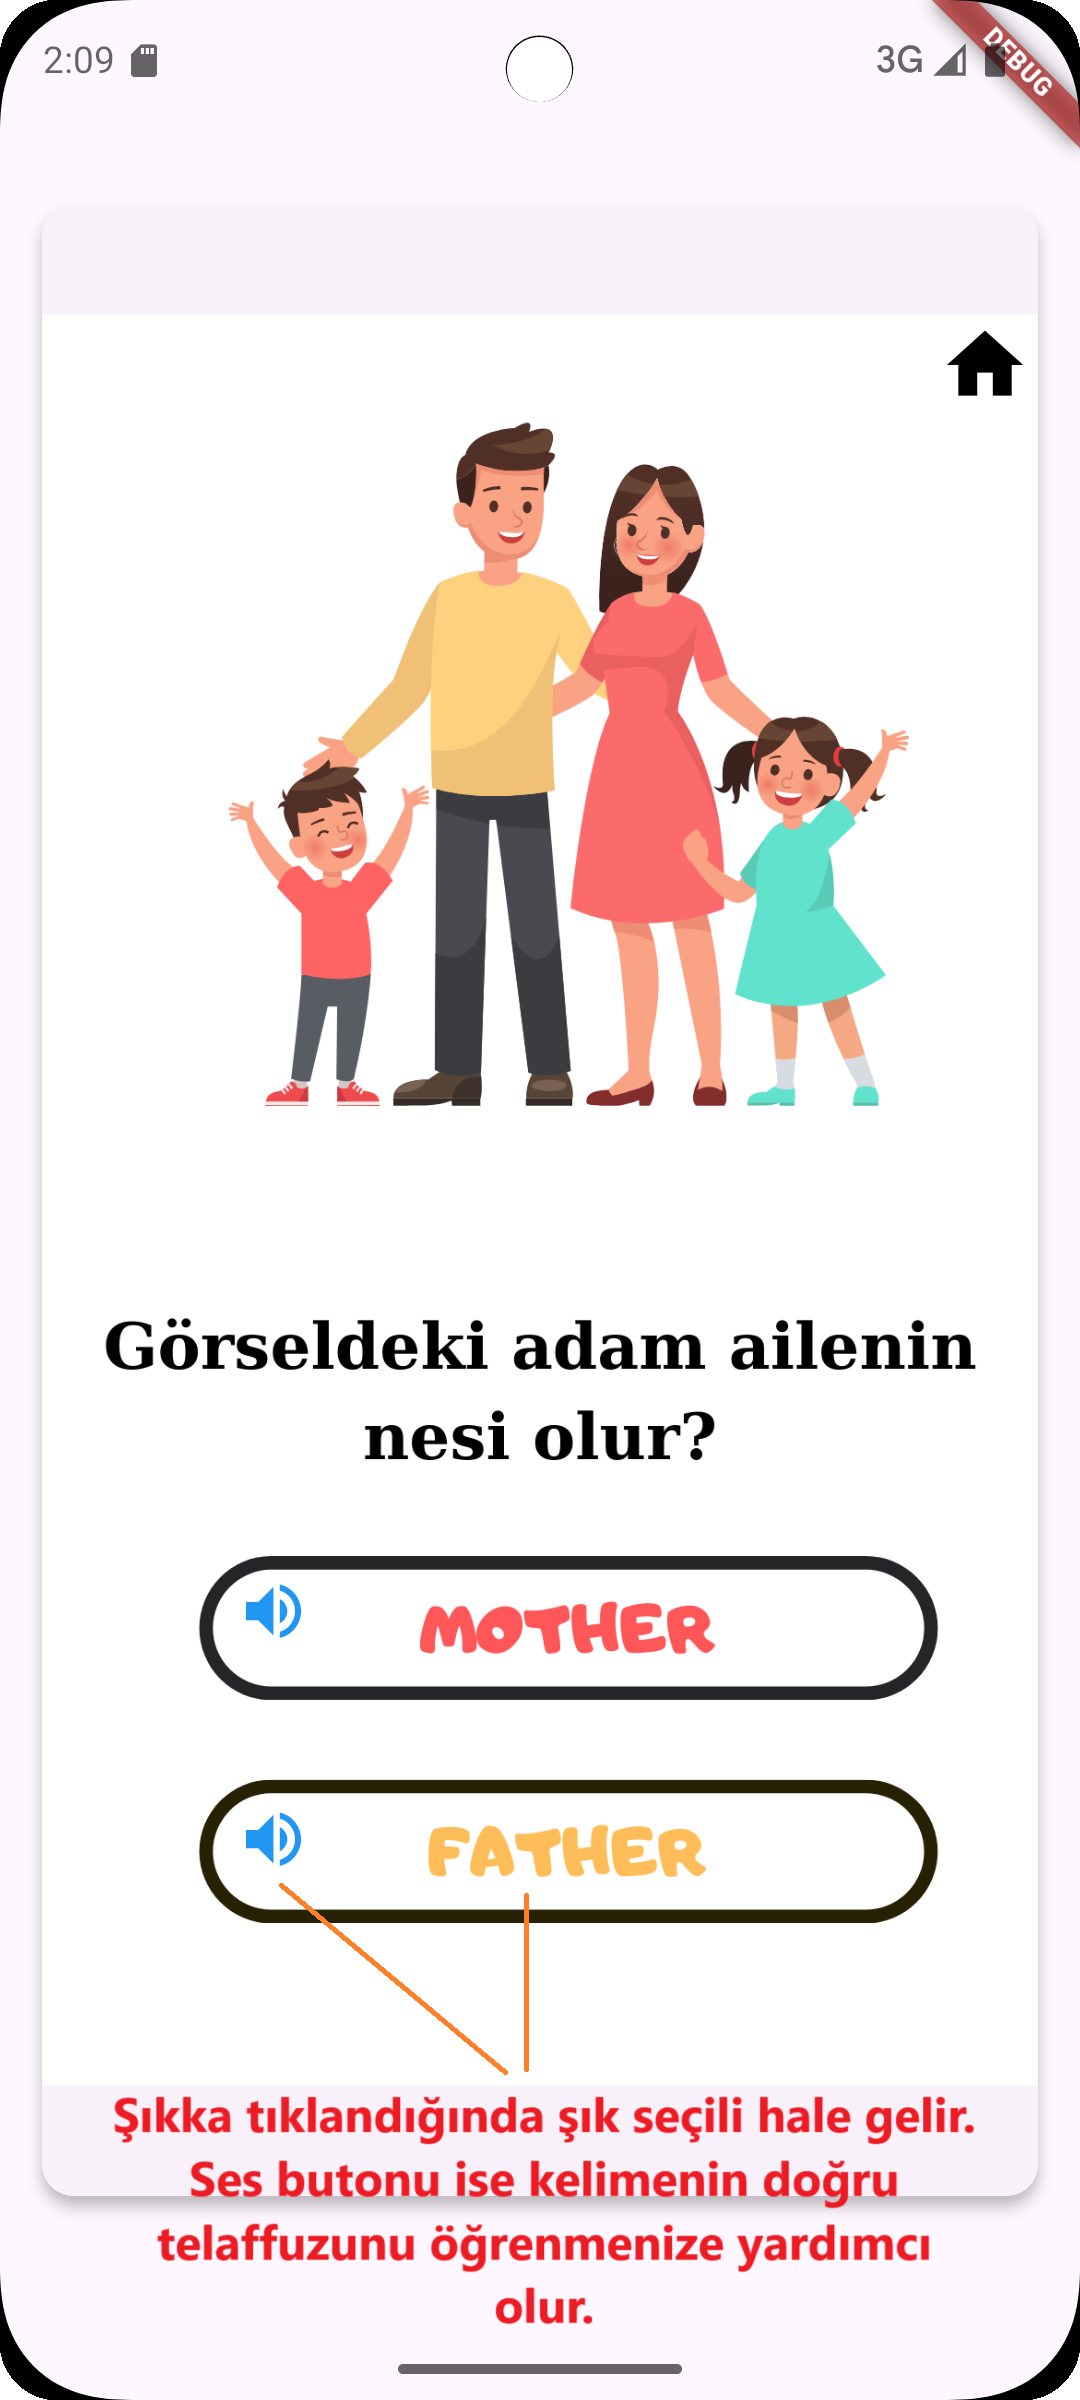 2:09
3G
DEBUG
Görseldeki adam ailenin
nesi olur?
MOTHER
FATHER
Şıkka tıklandığında şık seçili hale gelir.
Ses butonu ise kelimenin doğru
telaffuzunu öğrenmenize yardımcı
olur.